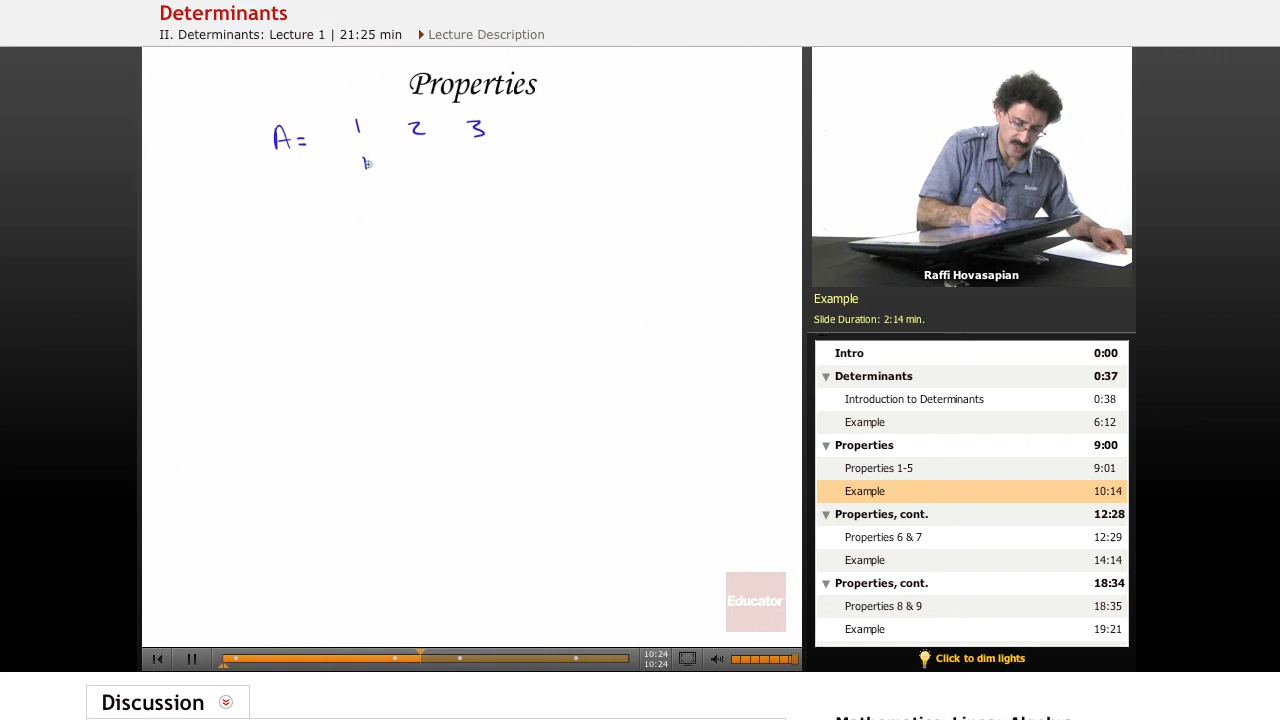 Determinants
II. Determinants: Lecture 1 | 21:25 min Lecture Description
Properties
A= 1 2 3
1
Educator
Raffi Hovasapian
Example
Slide Duration: 2:14 min.
Intro 0:00
Determinants 0:37
Introduction to Determinants 0:38
Example 6:12
Properties 9:00
Properties 1-5 9:01
Example 10:14
Properties, cont. 12:28
Properties 6 & 7 12:29
Example 14:14
Properties, cont. 18:34
Properties 8 & 9 18:35
Example 19:21
10:24
10:24
Click to dim lights
Discussion
Mathematics: Linear Algebra